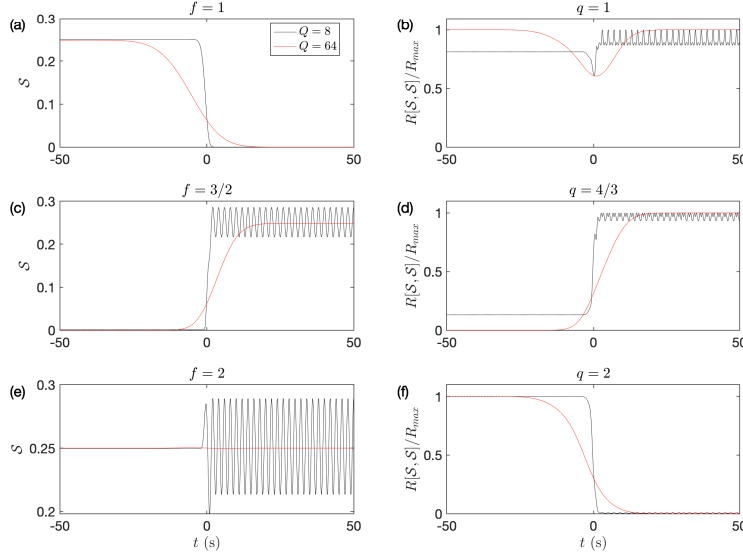 f = 1
q = 1
(a)
0.3
0.2
0.1
0
S
Q = 8
Q = 64
-50
0
50
(b)
1
0.5
0
R[S, S]/R_max
-50
0
50
f = 3/2
q = 4/3
(c)
0.3
0.2
0.1
0
S
-50
0
50
(d)
1
0.5
0
R[S, S]/R_max
-50
0
50
f = 2
q = 2
(e)
0.3
0.25
0.2
S
-50
0
50
t (s)
(f)
1
0.5
0
R[S, S]/R_max
-50
0
50
t (s)